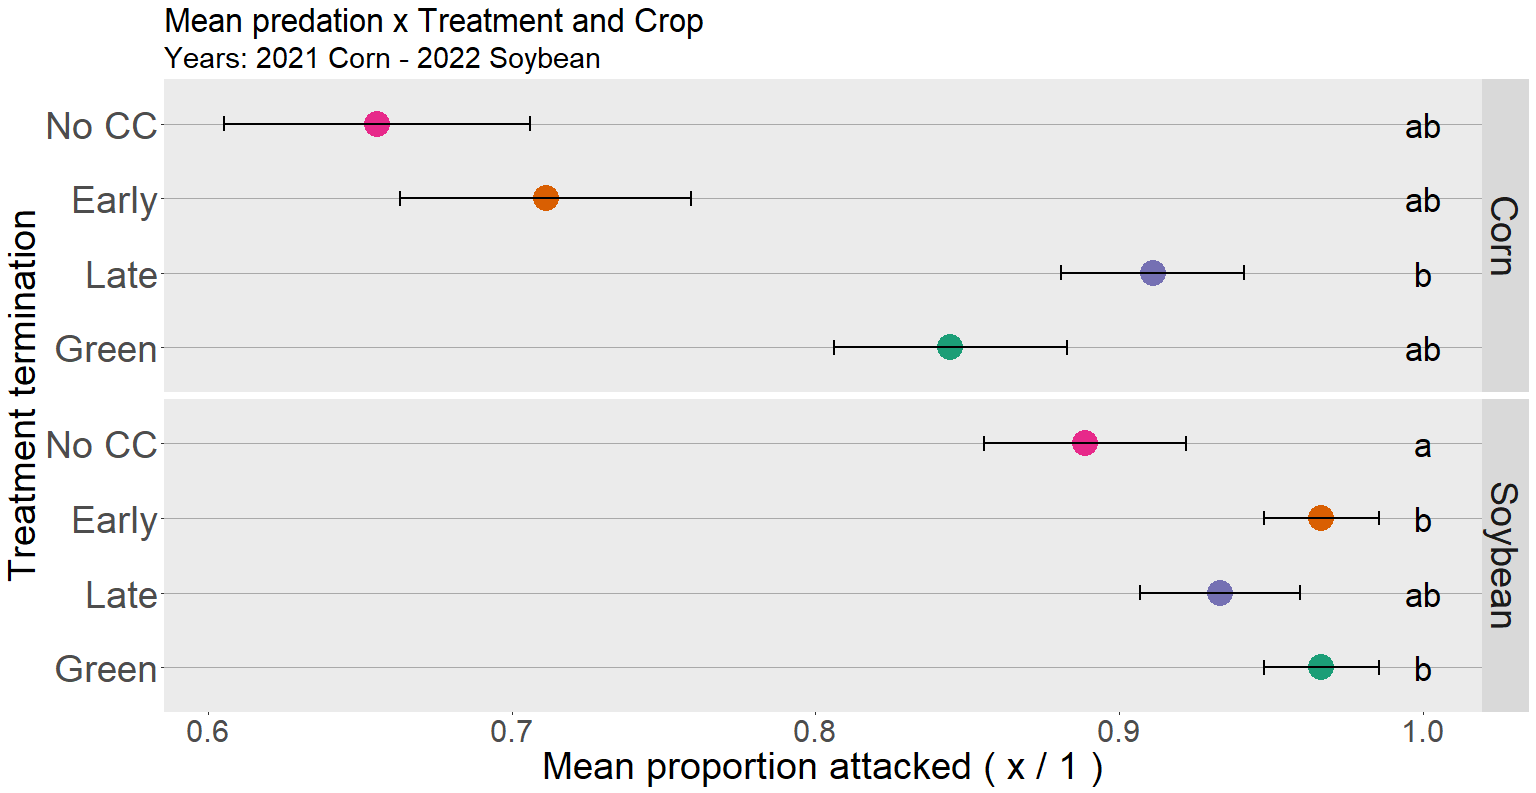 Mean predation x Treatment and Crop
Years: 2021 Corn - 2022 Soybean
Treatment termination
No CC
ab
Early
ab
Late
b
Green
ab
Corn
No CC
a
Early
b
Late
ab
Green
b
Soybean
0.6 0.7 0.8 0.9 1.0
Mean proportion attacked ( x / 1 )